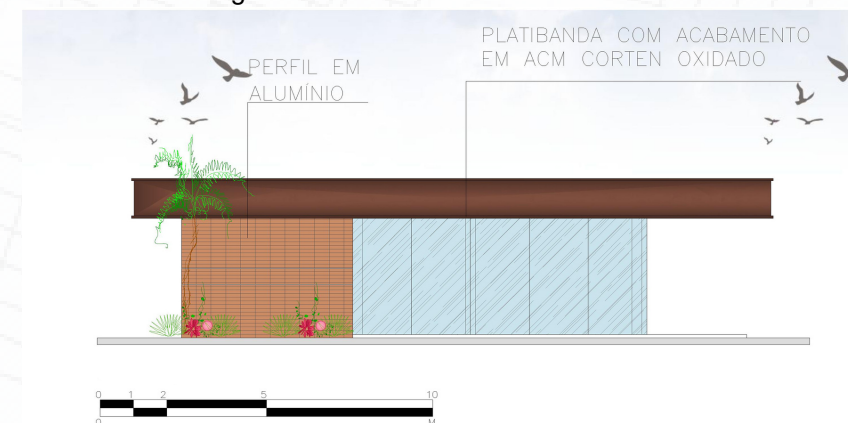 PLATIBANDA COM ACABAMENTO
EM ACM CORTEN OXIDADO
PERFIL EM
ALUMÍNIO
0 1 2 5 10
0 M